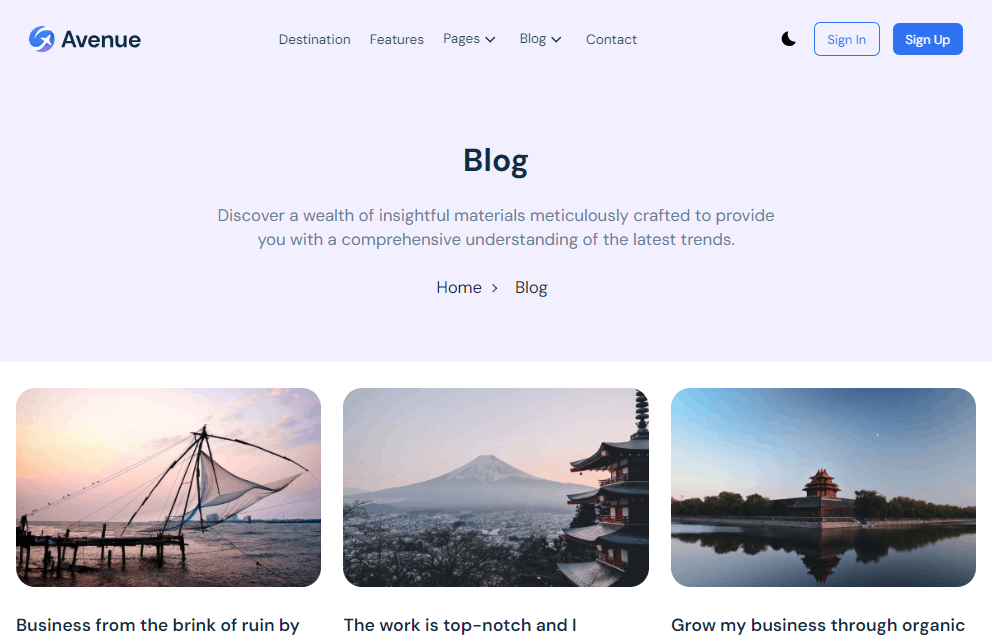 Avenue
Destination Features Pages Blog Contact
Sign In
Sign Up
Blog
Discover a wealth of insightful materials meticulously crafted to provide
you with a comprehensive understanding of the latest trends.
Home > Blog
Business from the brink of ruin by
The work is top-notch and I
Grow my business through organic